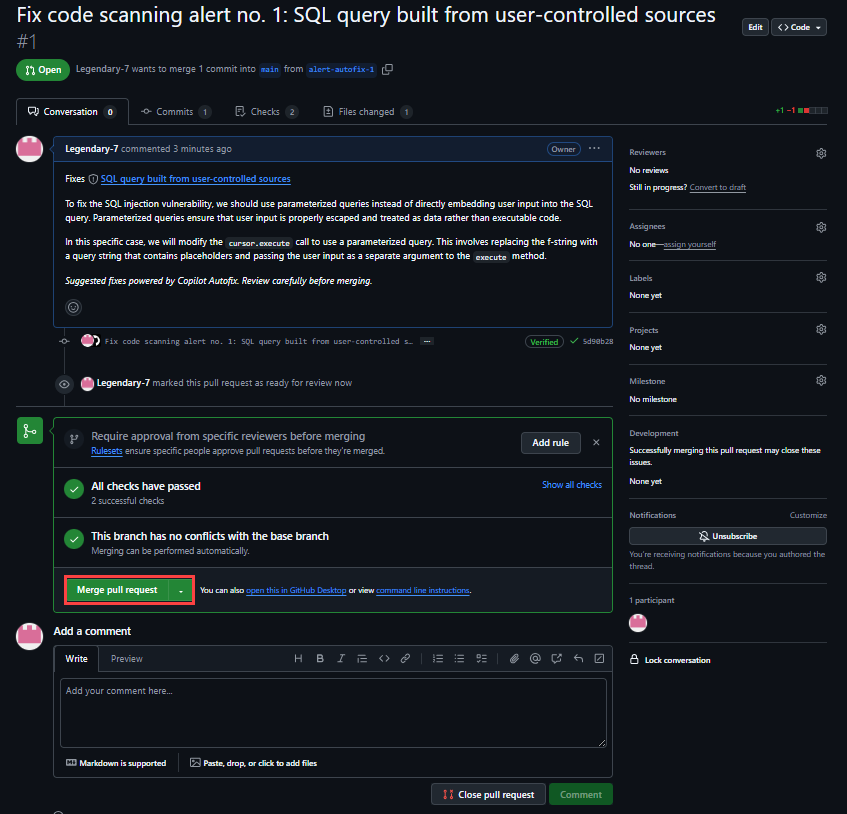 Fix code scanning alert no. 1: SQL query built from user-controlled sources
#1
Edit
<> Code
Open
Legendary-7 wants to merge 1 commit into main from alert-autofix-1
Conversation 0
Commits 1
Checks 2
Files changed 1
+1 −1
Legendary-7 commented 3 minutes ago
Owner
Fixes SQL query built from user-controlled sources
To fix the SQL injection vulnerability, we should use parameterized queries instead of directly embedding user input into the SQL
query. Parameterized queries ensure that user input is properly escaped and treated as data rather than executable code.
In this specific case, we will modify the cursor.execute call to use a parameterized query. This involves replacing the f-string with
a query string that contains placeholders and passing the user input as a separate argument to the execute method.
Suggested fixes powered by Copilot Autofix. Review carefully before merging.
Fix code scanning alert no. 1: SQL query built from user-controlled s…
Verified
5d90b28
Legendary-7 marked this pull request as ready for review now
Require approval from specific reviewers before merging
Rulesets ensure specific people approve pull requests before they're merged.
Add rule
All checks have passed
2 successful checks
Show all checks
This branch has no conflicts with the base branch
Merging can be performed automatically.
Merge pull request
You can also open this in GitHub Desktop or view command line instructions.
Add a comment
Write
Preview
Add your comment here...
Markdown is supported
Paste, drop, or click to add files
Close pull request
Comment
Reviewers
No reviews
Still in progress? Convert to draft
Assignees
No one—assign yourself
Labels
None yet
Projects
None yet
Milestone
No milestone
Development
Successfully merging this pull request may close these
issues.
None yet
Notifications
Customize
Unsubscribe
You're receiving notifications because you authored the
thread.
1 participant
Lock conversation